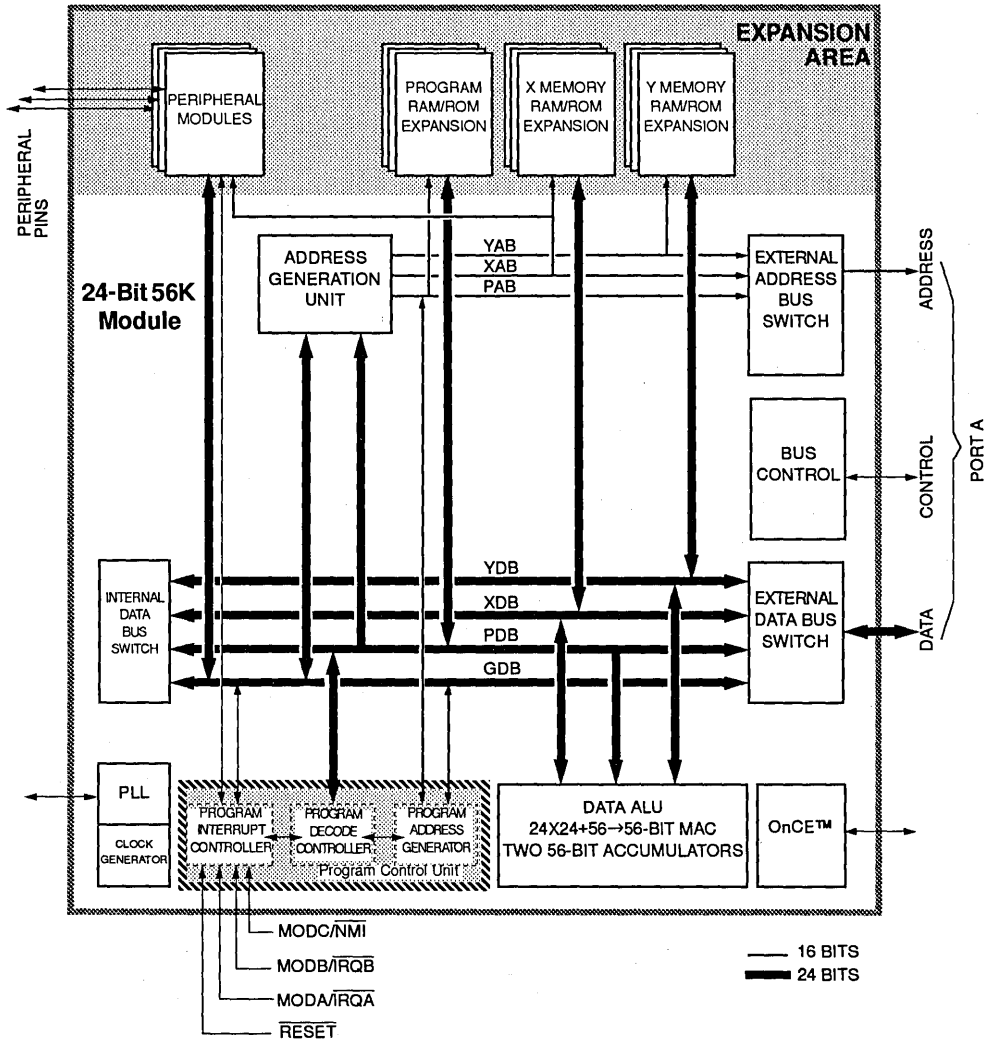 EXPANSION
AREA
PERIPHERAL
MODULES
PROGRAM
RAM/ROM
EXPANSION
X MEMORY
RAM/ROM
EXPANSION
Y MEMORY
RAM/ROM
EXPANSION
PERIPHERAL
PINS
24-Bit 56K
Module
ADDRESS
GENERATION
UNIT
YAB
XAB
PAB
EXTERNAL
ADDRESS
BUS
SWITCH
ADDRESS
BUS
CONTROL
CONTROL
PORT A
INTERNAL
DATA
BUS
SWITCH
YDB
XDB
PDB
GDB
EXTERNAL
DATA BUS
SWITCH
DATA
PLL
CLOCK
GENERATOR
PROGRAM
INTERRUPT
CONTROLLER
PROGRAM
DECODE
CONTROLLER
PROGRAM
ADDRESS
GENERATOR
Program Control Unit
DATA ALU
24X24+56→56-BIT MAC
TWO 56-BIT ACCUMULATORS
OnCE™
MODC/N̅M̅I̅
MODB/I̅R̅Q̅B̅
MODA/I̅R̅Q̅A̅
R̅E̅S̅E̅T̅
16 BITS
24 BITS